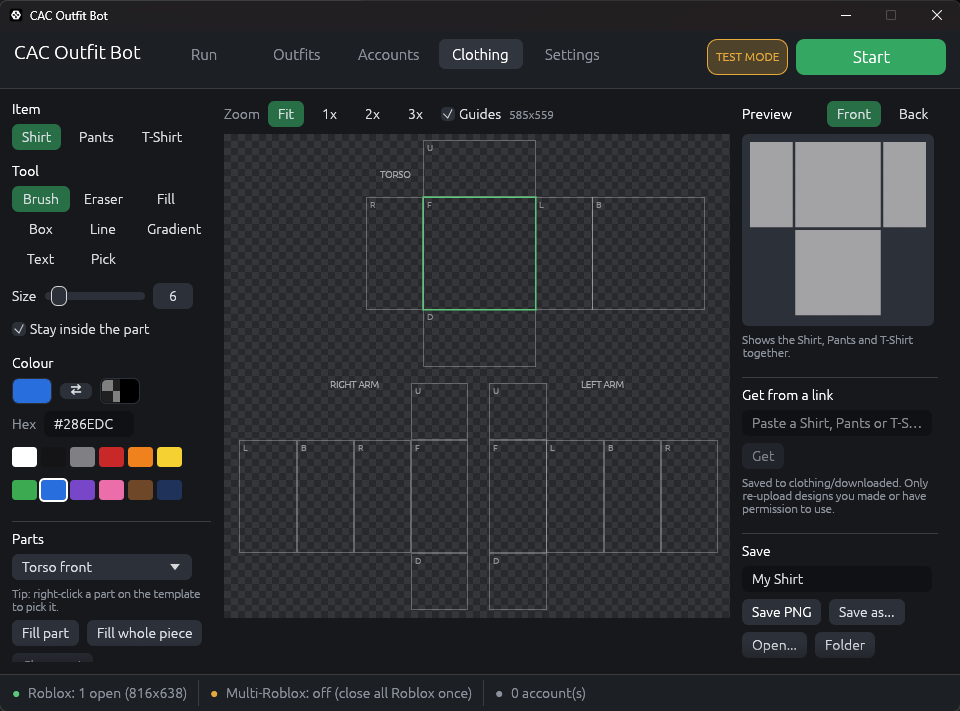 CAC Outfit Bot
CAC Outfit Bot Run Outfits Accounts Clothing Settings TEST MODE Start
Item
Shirt Pants T-Shirt
Tool
Brush Eraser Fill
Box Line Gradient
Text Pick
Size 6
Stay inside the part
Colour
Hex #286EDC
Parts
Torso front
Tip: right-click a part on the template
to pick it.
Fill part Fill whole piece
Zoom Fit 1x 2x 3x Guides 585x559
U
TORSO
R F L B
D
RIGHT ARM LEFT ARM
U U
L B R F F L B R
D D
Preview Front Back
Shows the Shirt, Pants and T-Shirt
together.
Get from a link
Paste a Shirt, Pants or T-S...
Get
Saved to clothing/downloaded. Only
re-upload designs you made or have
permission to use.
Save
My Shirt
Save PNG Save as...
Open... Folder
Roblox: 1 open (816x638) Multi-Roblox: off (close all Roblox once) 0 account(s)